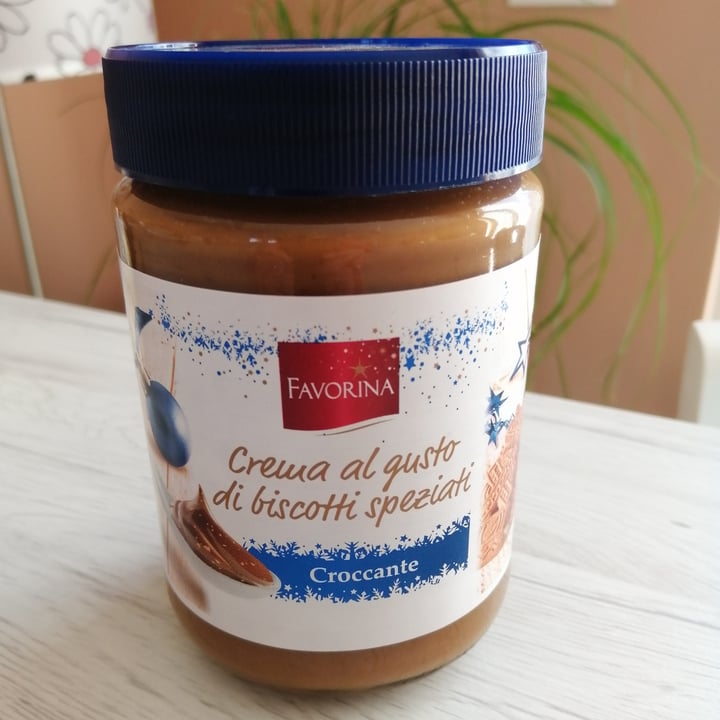 FAVORINA
Crema al gusto
di biscotti speziati
Croccante